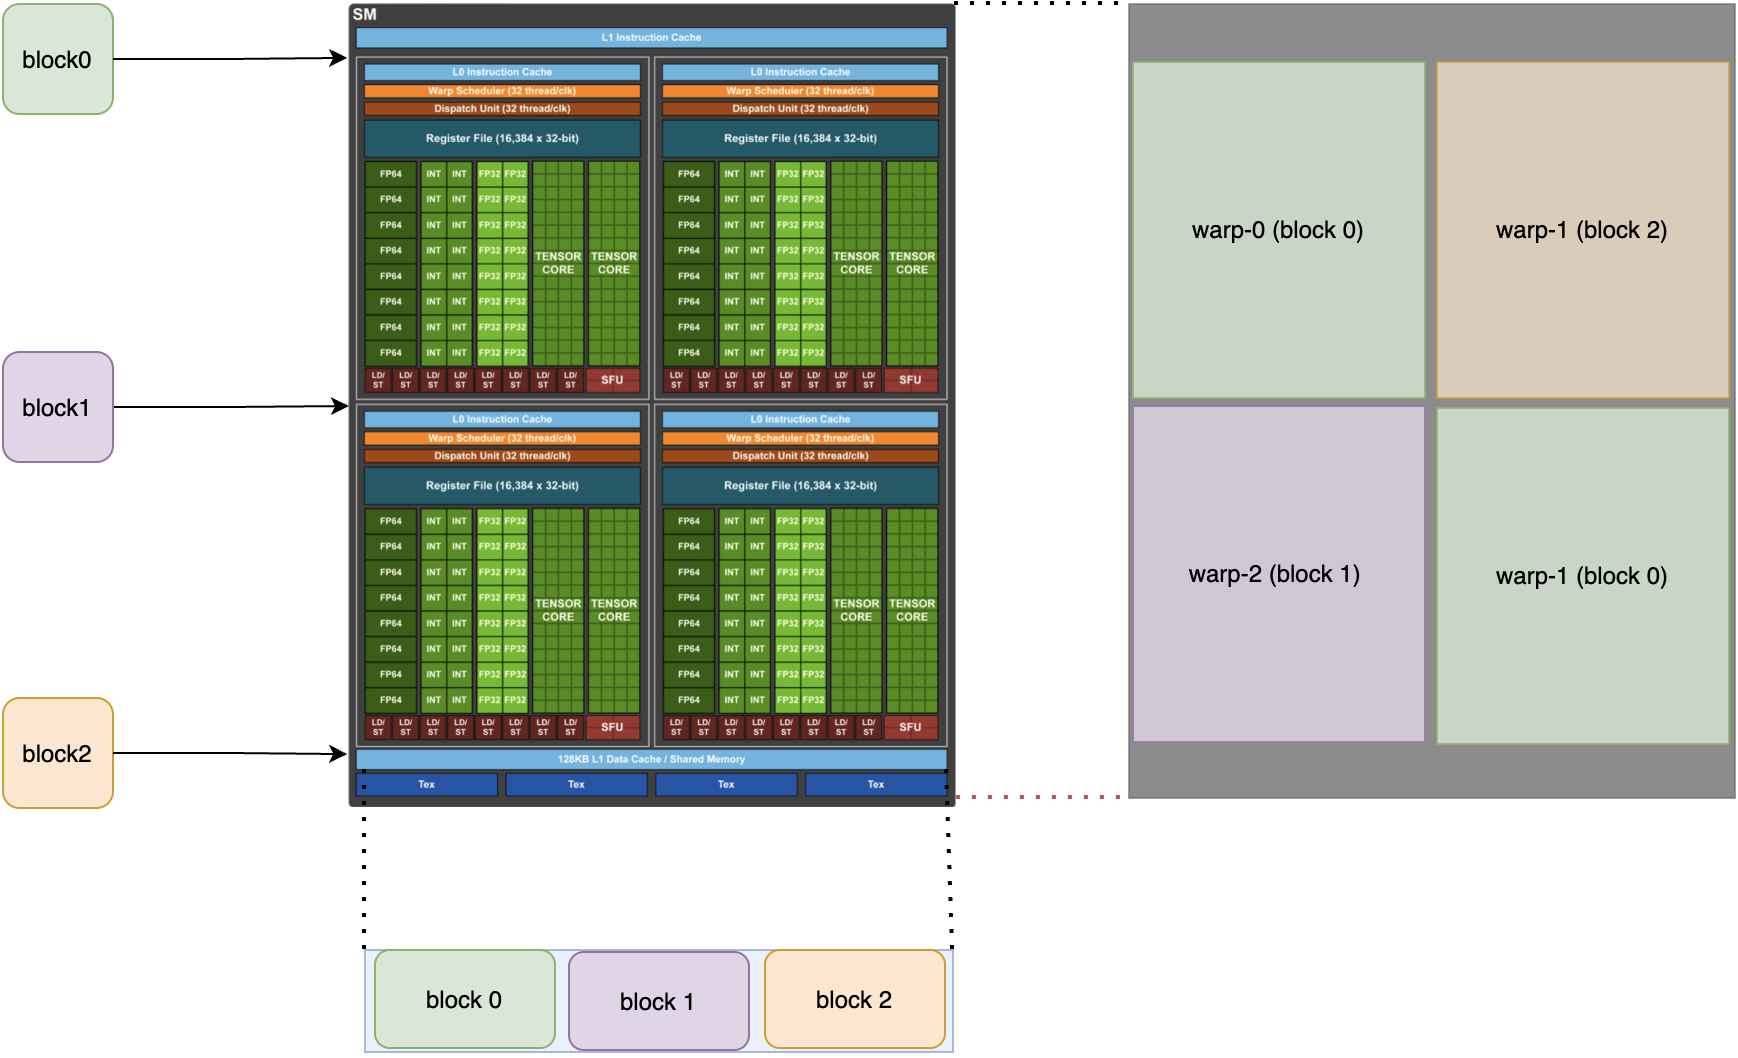 block0
block1
block2
SM
L1 Instruction Cache
L0 Instruction Cache
Warp Scheduler (32 thread/clk)
Dispatch Unit (32 thread/clk)
Register File (16,384 x 32-bit)
FP64 INT INT FP32 FP32
FP64 INT INT FP32 FP32
FP64 INT INT FP32 FP32
FP64 INT INT FP32 FP32
FP64 INT INT FP32 FP32
FP64 INT INT FP32 FP32
FP64 INT INT FP32 FP32
FP64 INT INT FP32 FP32
TENSOR TENSOR
CORE CORE
LD/ LD/ LD/ LD/ LD/ LD/ LD/ LD/
ST ST ST ST ST ST ST ST
SFU
L0 Instruction Cache
Warp Scheduler (32 thread/clk)
Dispatch Unit (32 thread/clk)
Register File (16,384 x 32-bit)
FP64 INT INT FP32 FP32
FP64 INT INT FP32 FP32
FP64 INT INT FP32 FP32
FP64 INT INT FP32 FP32
FP64 INT INT FP32 FP32
FP64 INT INT FP32 FP32
FP64 INT INT FP32 FP32
FP64 INT INT FP32 FP32
TENSOR TENSOR
CORE CORE
LD/ LD/ LD/ LD/ LD/ LD/ LD/ LD/
ST ST ST ST ST ST ST ST
SFU
L0 Instruction Cache
Warp Scheduler (32 thread/clk)
Dispatch Unit (32 thread/clk)
Register File (16,384 x 32-bit)
FP64 INT INT FP32 FP32
FP64 INT INT FP32 FP32
FP64 INT INT FP32 FP32
FP64 INT INT FP32 FP32
FP64 INT INT FP32 FP32
FP64 INT INT FP32 FP32
FP64 INT INT FP32 FP32
FP64 INT INT FP32 FP32
TENSOR TENSOR
CORE CORE
LD/ LD/ LD/ LD/ LD/ LD/ LD/ LD/
ST ST ST ST ST ST ST ST
SFU
L0 Instruction Cache
Warp Scheduler (32 thread/clk)
Dispatch Unit (32 thread/clk)
Register File (16,384 x 32-bit)
FP64 INT INT FP32 FP32
FP64 INT INT FP32 FP32
FP64 INT INT FP32 FP32
FP64 INT INT FP32 FP32
FP64 INT INT FP32 FP32
FP64 INT INT FP32 FP32
FP64 INT INT FP32 FP32
FP64 INT INT FP32 FP32
TENSOR TENSOR
CORE CORE
LD/ LD/ LD/ LD/ LD/ LD/ LD/ LD/
ST ST ST ST ST ST ST ST
SFU
128KB L1 Data Cache / Shared Memory
Tex Tex Tex Tex
warp-0 (block 0)
warp-1 (block 2)
warp-2 (block 1)
warp-1 (block 0)
block 0
block 1
block 2